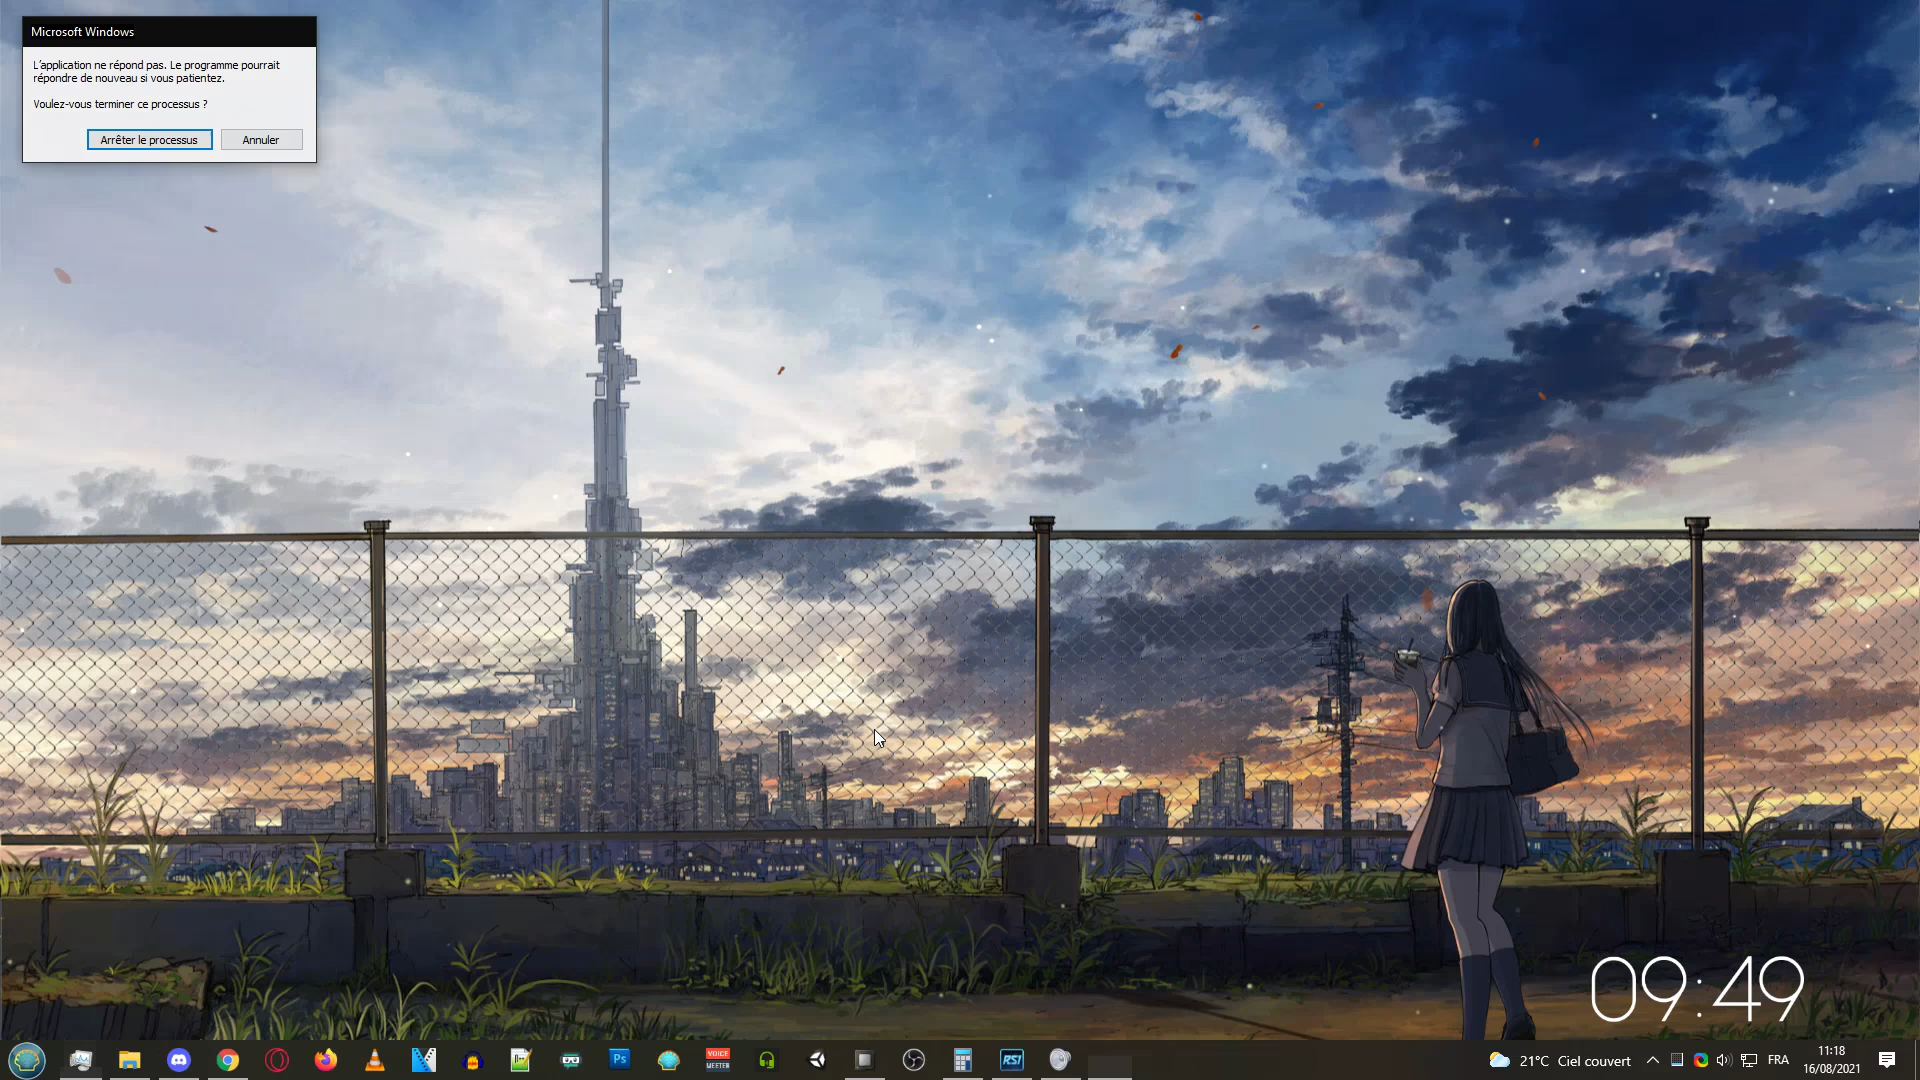 Microsoft Windows
L'application ne répond pas. Le programme pourrait
répondre de nouveau si vous patientez.
Voulez-vous terminer ce processus ?
Arrêter le processus
Annuler
09:49
Ps
VOICE
MEETER
RSI
21°C Ciel couvert
FRA
11:18
16/08/2021